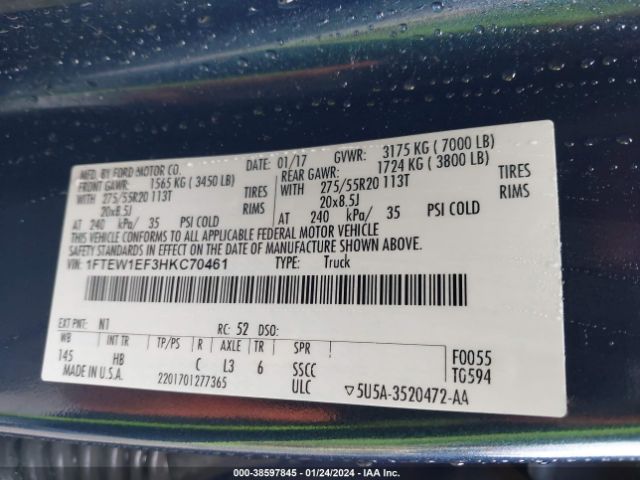 MFD. BY FORD MOTOR CO.
DATE: 01/17 GVWR: 3175 KG ( 7000 LB)
FRONT GAWR: 1565 KG ( 3450 LB) REAR GAWR: 1724 KG ( 3800 LB)
WITH 275/55R20 113T TIRES WITH 275/55R20 113T TIRES
20x8.5J RIMS 20x8.5J RIMS
AT 240 kPa/ 35 PSI COLD AT 240 kPa/ 35 PSI COLD
THIS VEHICLE CONFORMS TO ALL APPLICABLE FEDERAL MOTOR VEHICLE
SAFETY STANDARDS IN EFFECT ON THE DATE OF MANUFACTURE SHOWN ABOVE.
VIN: 1FTEW1EF3HKC70461 TYPE: Truck
EXT PNT: N1 RC: 52 DSO:
WB INT TR TP/PS R AXLE TR SPR
145 HB C L3 6 SSCC
F0055
TG594
MADE IN U.S.A. 2201701277365 ULC ▽5U5A-3520472-AA
000-38597845 - 01/24/2024 - IAAI.COM